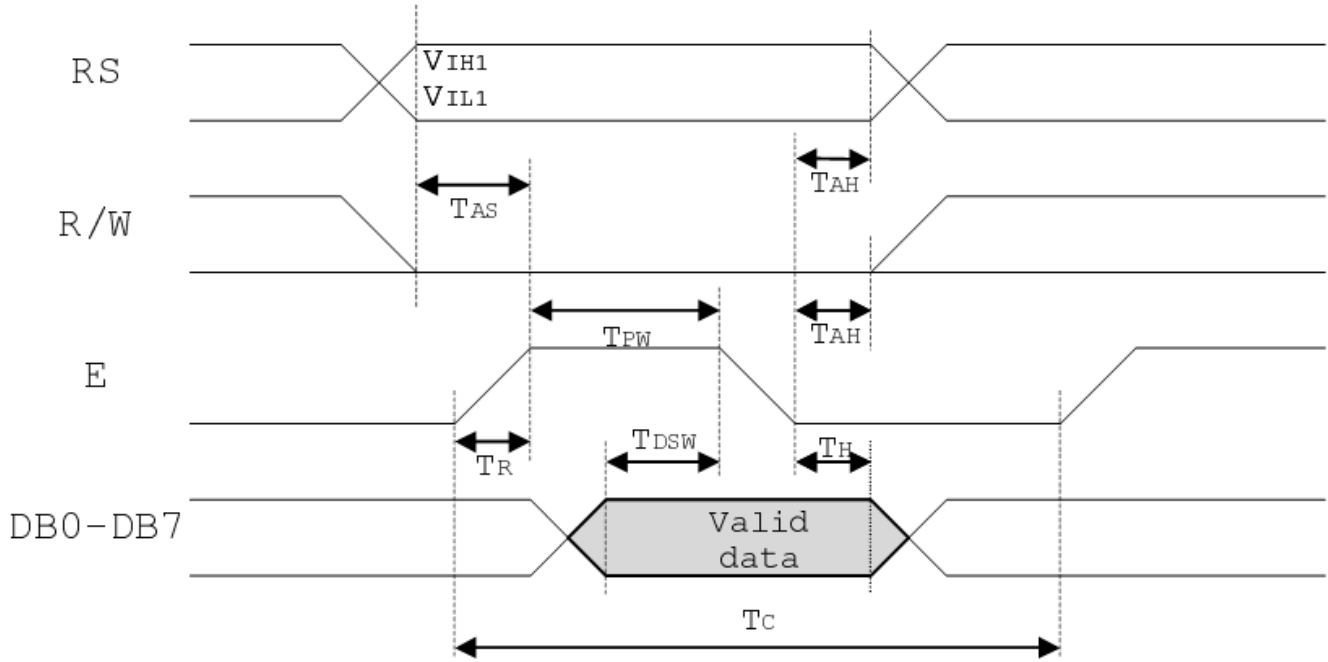 RS
VIH1
VIL1
TAS
TAH
R/W
TPW
TAH
E
TR
TDSW
TH
DB0-DB7
Valid
data
TC